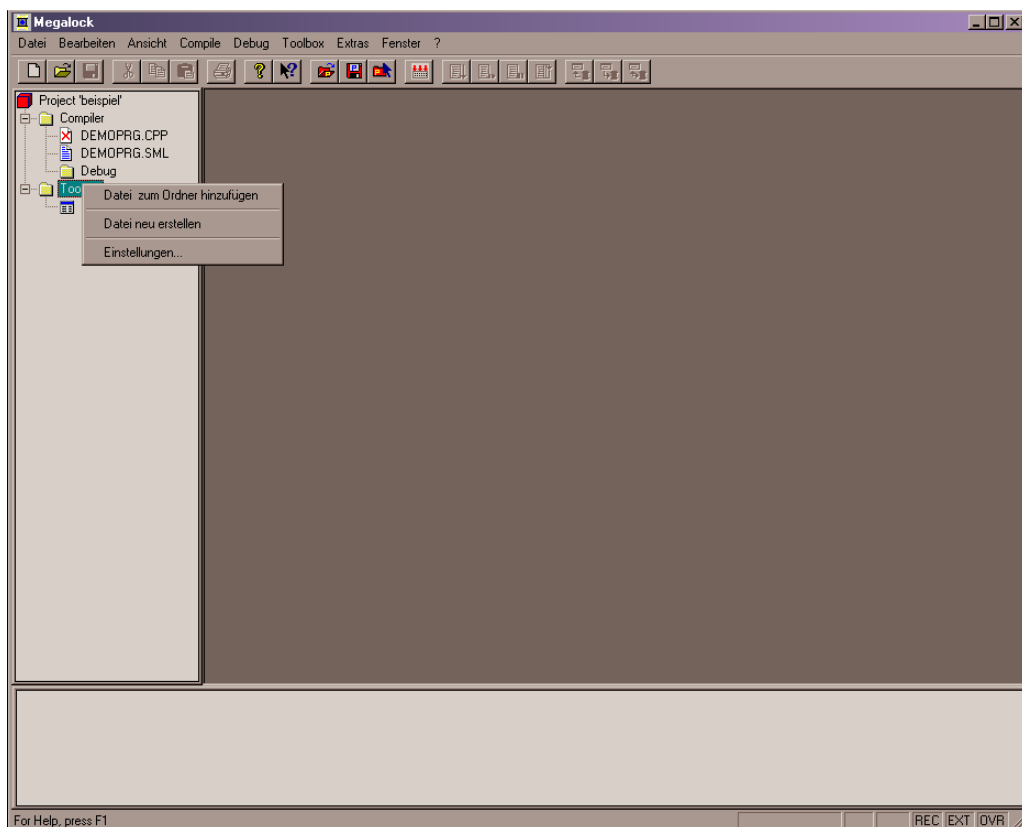 Megalock
Datei Bearbeiten Ansicht Compile Debug Toolbox Extras Fenster ?
Project 'beispiel'
Compiler
DEMOPRG.CPP
DEMOPRG.SML
Debug
Datei zum Ordner hinzufügen
Datei neu erstellen
Einstellungen...
For Help, press F1
REC EXT OVR